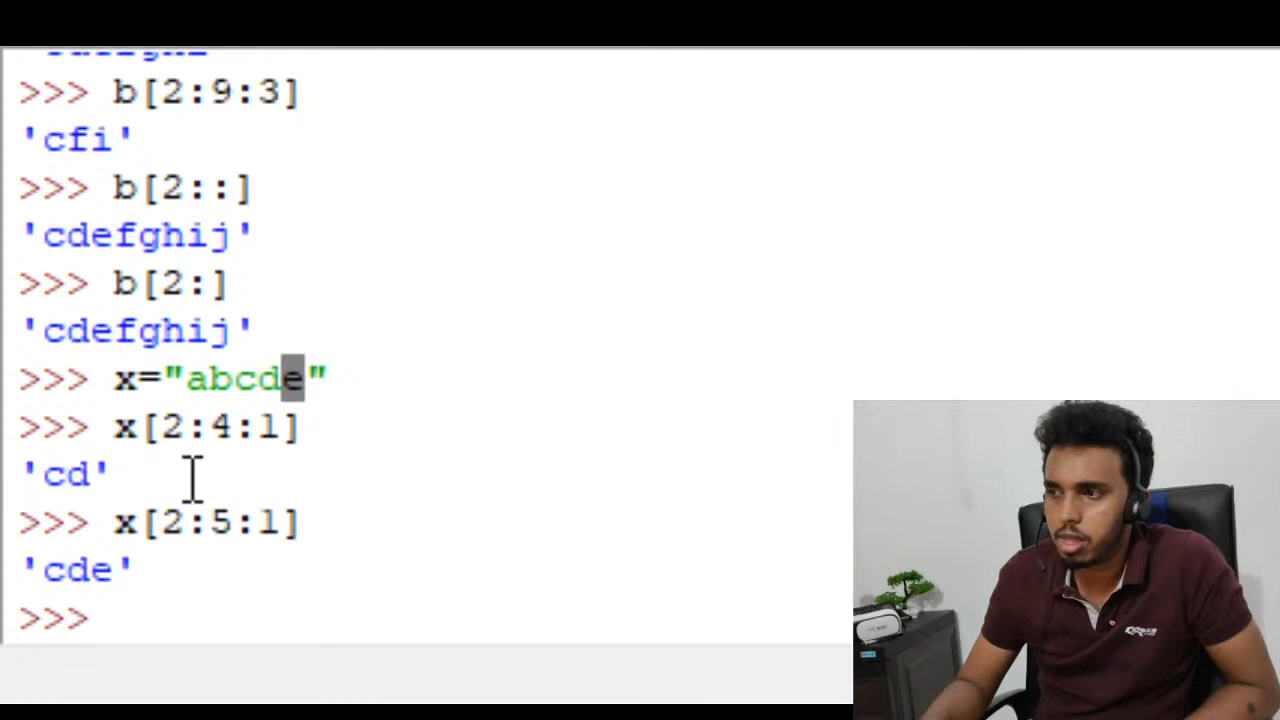 >>> b[2:9:3]
'cfi'
>>> b[2::]
'cdefghij'
>>> b[2:]
'cdefghij'
>>> x="abcde"
>>> x[2:4:1]
'cd'
>>> x[2:5:1]
'cde'
>>>